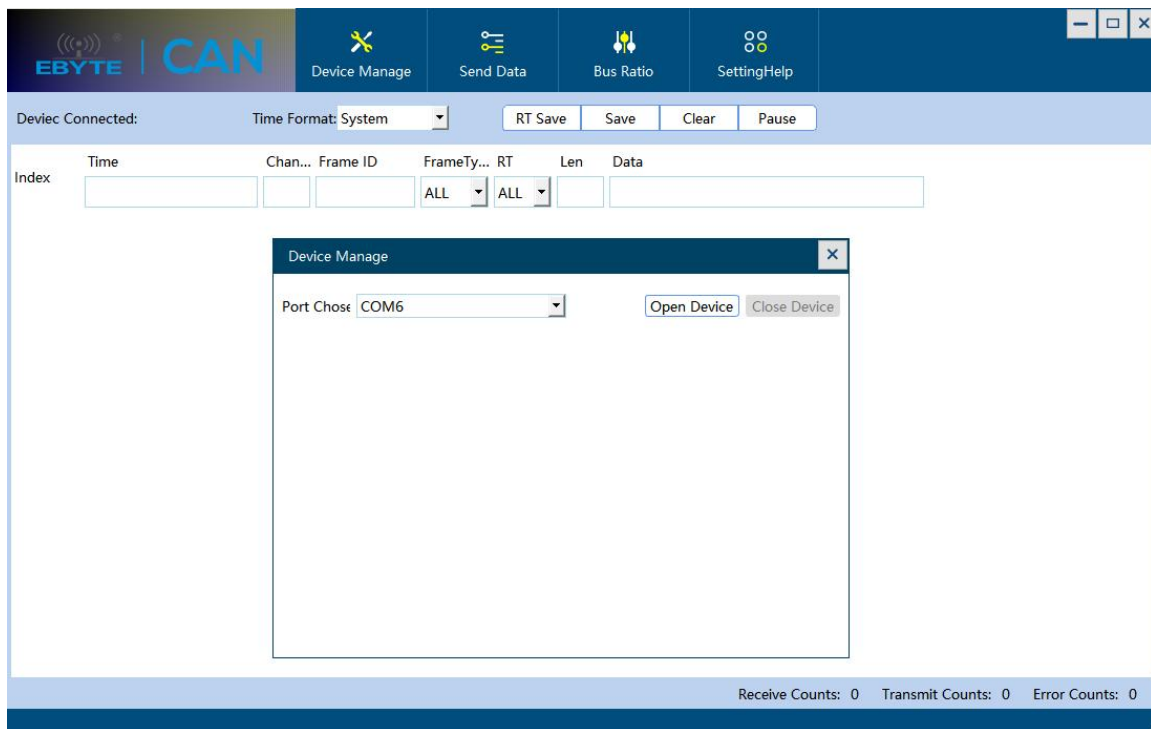 EBYTE | CAN
Device Manage
Send Data
Bus Ratio
SettingHelp
Deviec Connected:
Time Format: System
RT Save
Save
Clear
Pause
Index
Time
Chan...
Frame ID
FrameTy...
RT
Len
Data
ALL
ALL
Device Manage
Port Chose
COM6
Open Device
Close Device
Receive Counts: 0
Transmit Counts: 0
Error Counts: 0